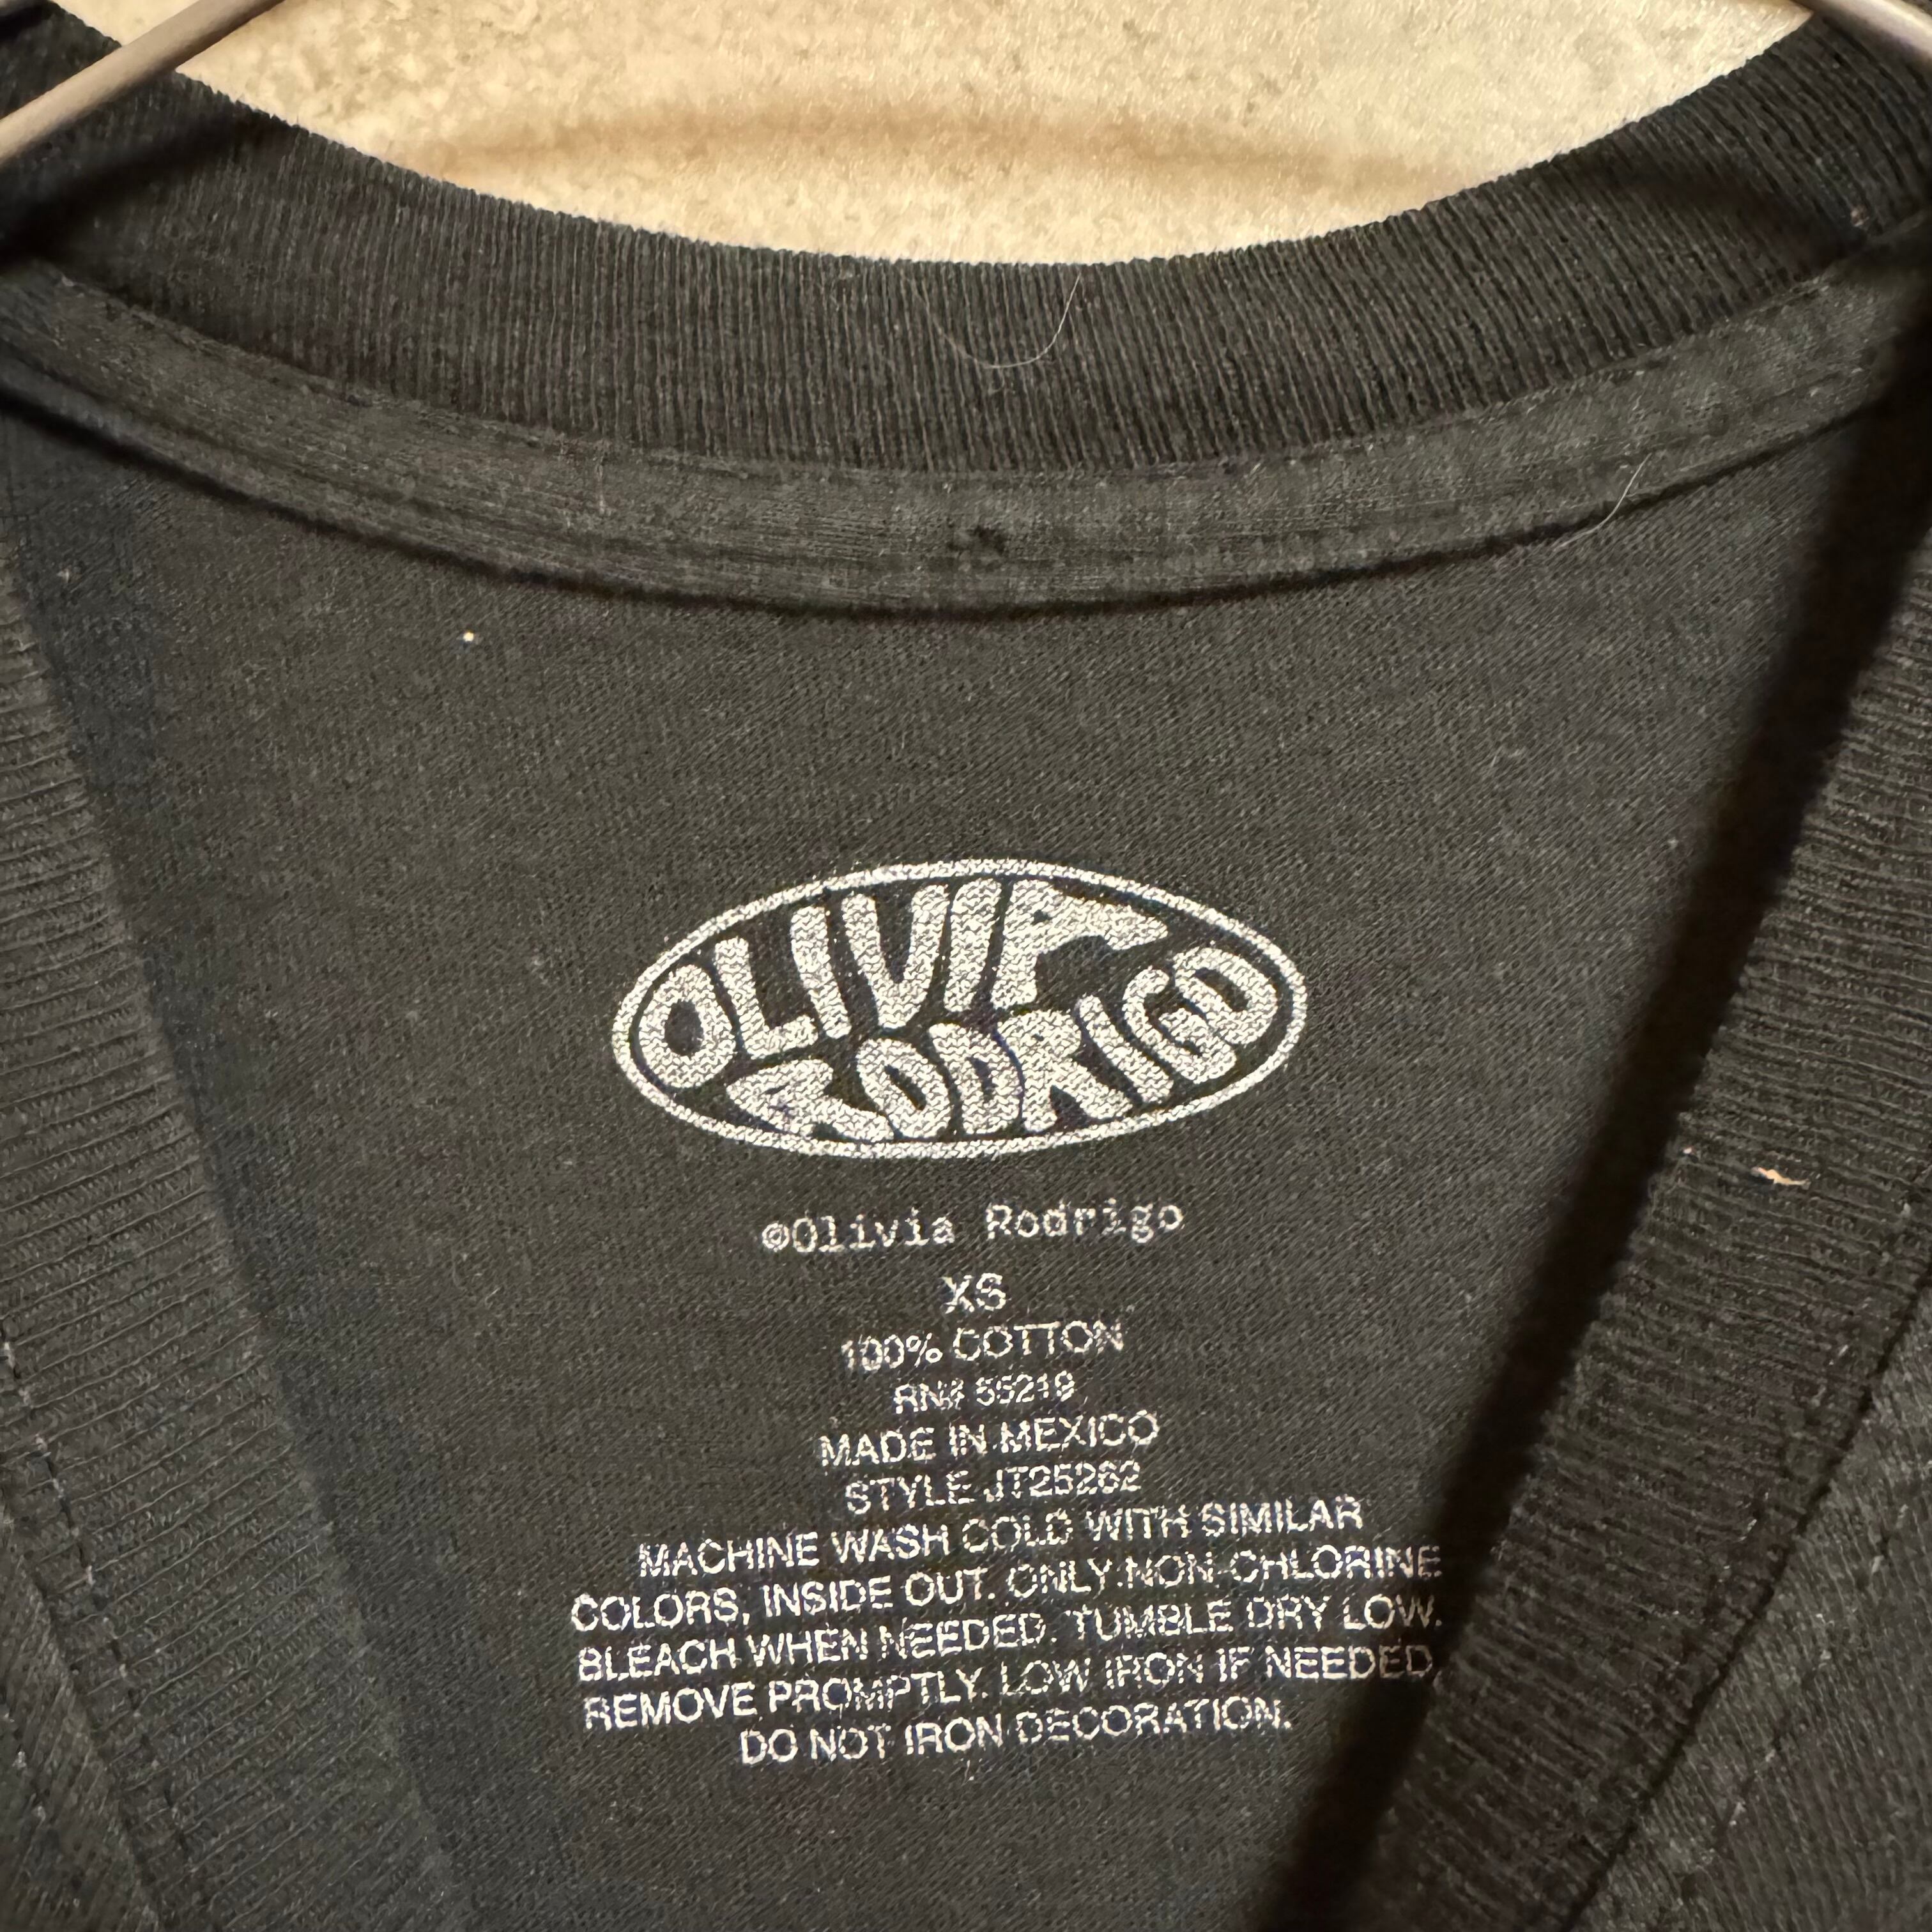 OLIVIA
RODRIGO
©Olivia Rodrigo
XS
100% COTTON
RN# 55219
MADE IN MEXICO
STYLE JT25262
MACHINE WASH COLD WITH SIMILAR
COLORS, INSIDE OUT. ONLY NON-CHLORINE
BLEACH WHEN NEEDED. TUMBLE DRY LOW.
REMOVE PROMPTLY. LOW IRON IF NEEDED.
DO NOT IRON DECORATION.